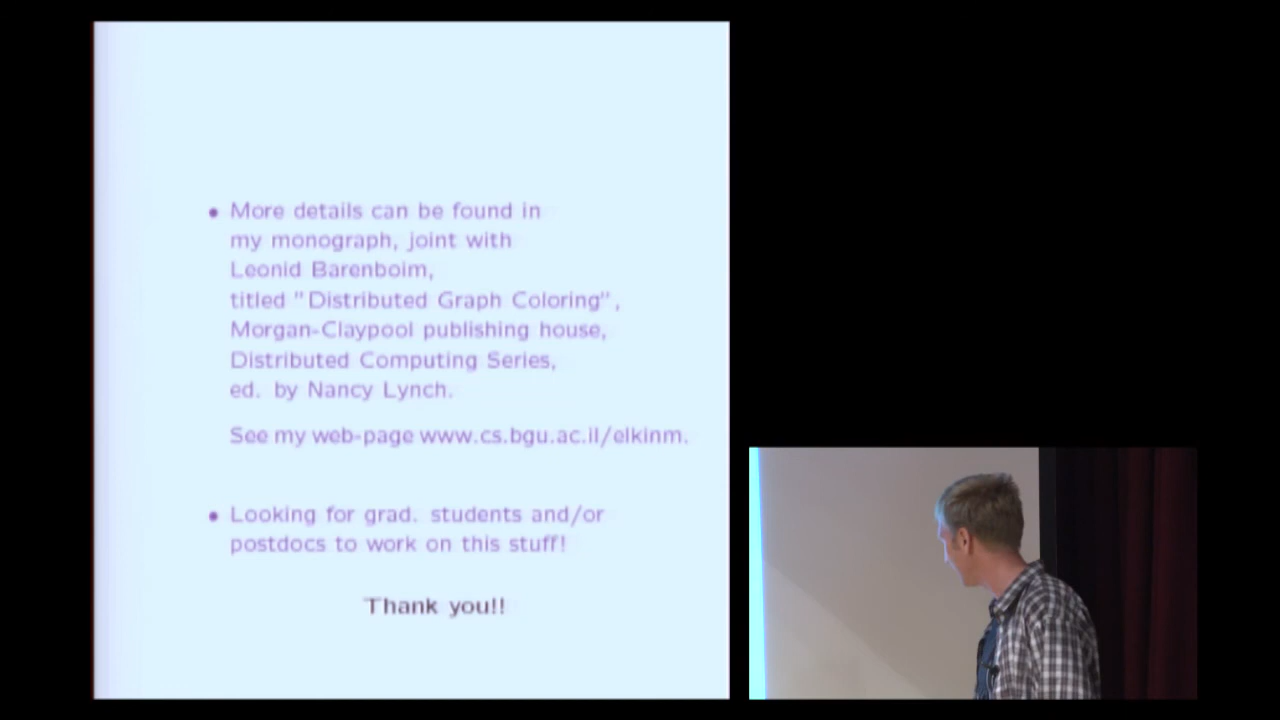 • More details can be found in
my monograph, joint with
Leonid Barenboim,
titled "Distributed Graph Coloring",
Morgan-Claypool publishing house,
Distributed Computing Series,
ed. by Nancy Lynch.
See my web-page www.cs.bgu.ac.il/elkinm.
• Looking for grad. students and/or
postdocs to work on this stuff!
Thank you!!